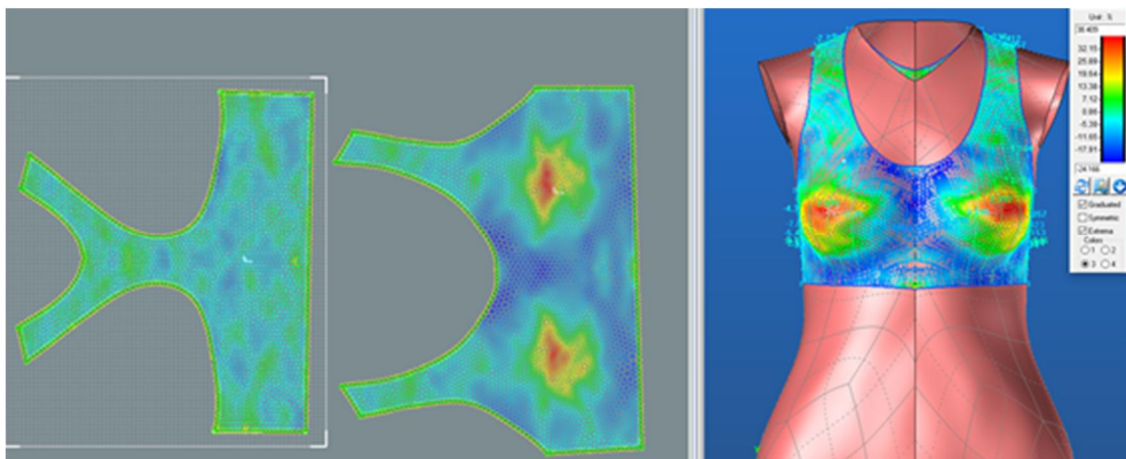 Unit: %
38.409
32.15
25.89
19.64
13.38
7.12
0.86
-5.39
-11.65
-17.91
-24.166
Graduated
Symmetric
Extrema
Colors
1 2
3 4